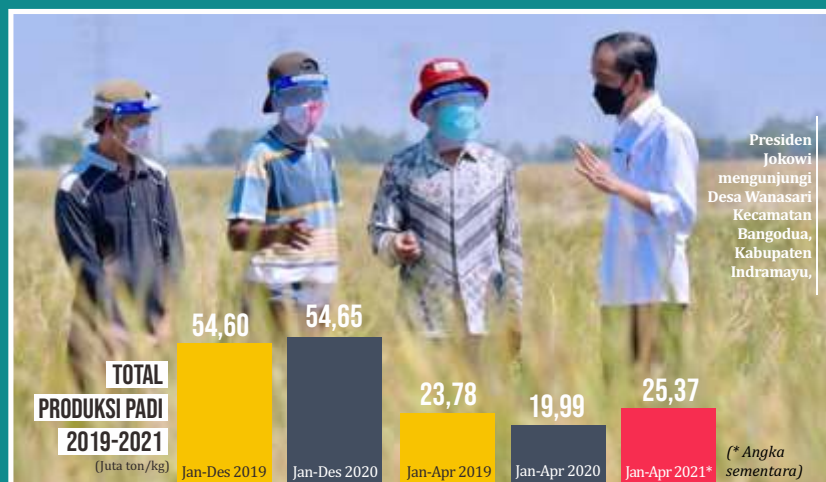 Presiden
Jokowi
mengunjungi
Desa Wanasari
Kecamatan
Bangodua,
Kabupaten
Indramayu,
TOTAL
PRODUKSI PADI
2019-2021
(Juta ton/kg)
54,60
54,65
23,78
19,99
25,37
Jan-Des 2019
Jan-Des 2020
Jan-Apr 2019
Jan-Apr 2020
Jan-Apr 2021*
(* Angka
sementara)